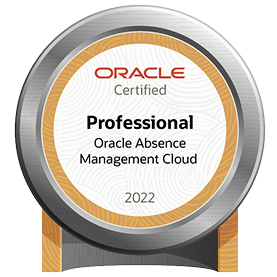 ORACLE
Certified
Professional
Oracle Absence
Management Cloud
2022